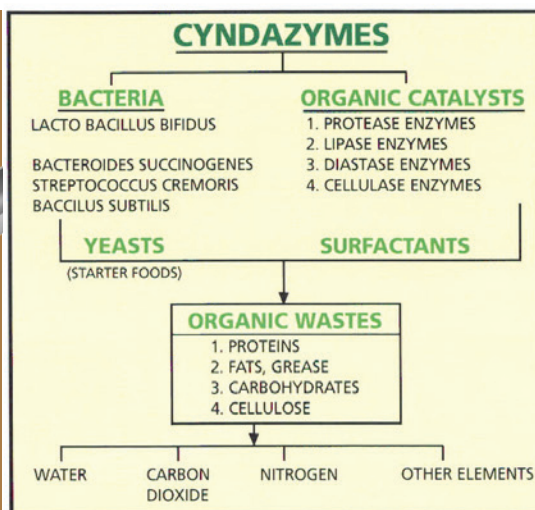 CYNDAZYMES
BACTERIA
LACTO BACILLUS BIFIDUS
BACTEROIDES SUCCINOGENES
STREPTOCOCCUS CREMORIS
BACCILUS SUBTILIS
ORGANIC CATALYSTS
1. PROTEASE ENZYMES
2. LIPASE ENZYMES
3. DIASTASE ENZYMES
4. CELLULASE ENZYMES
YEASTS
(STARTER FOODS)
SURFACTANTS
ORGANIC WASTES
1. PROTEINS
2. FATS, GREASE
3. CARBOHYDRATES
4. CELLULOSE
WATER
CARBON
DIOXIDE
NITROGEN
OTHER ELEMENTS